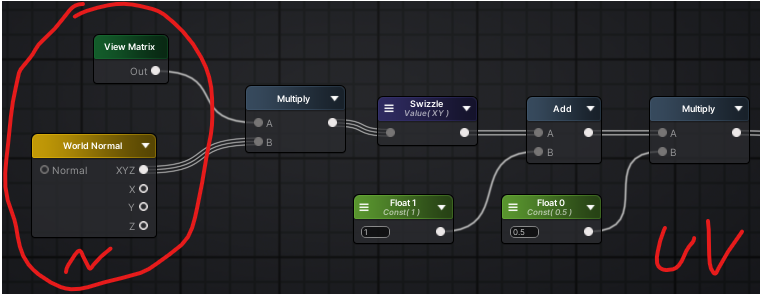 View Matrix
Out
Multiply
A
B
World Normal
Normal
XYZ
X
Y
Z
Swizzle
Value( XY )
Float 1
Const( 1 )
1
Add
A
B
Float 0
Const( 0.5 )
0.5
Multiply
A
B
N
UV